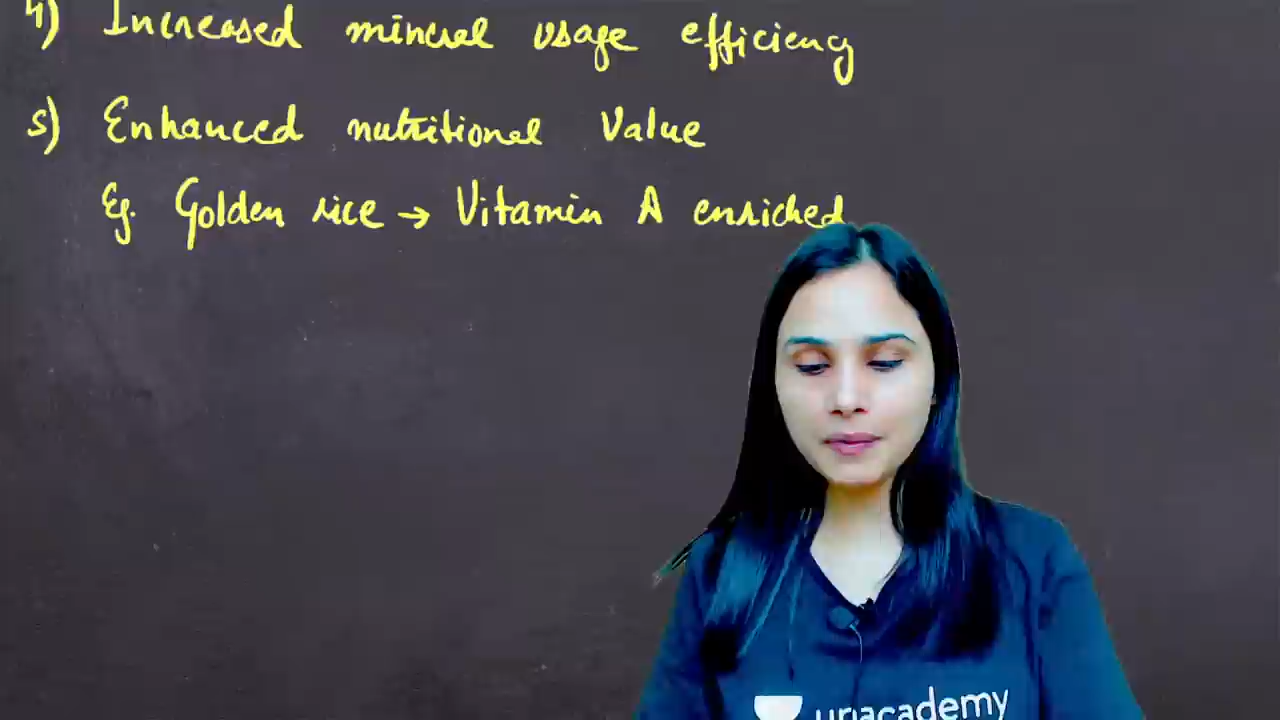 4) Increased mineral usage efficiency
5) Enhanced nutritional Value
Eg. Golden rice → Vitamin A enriched
unacademy